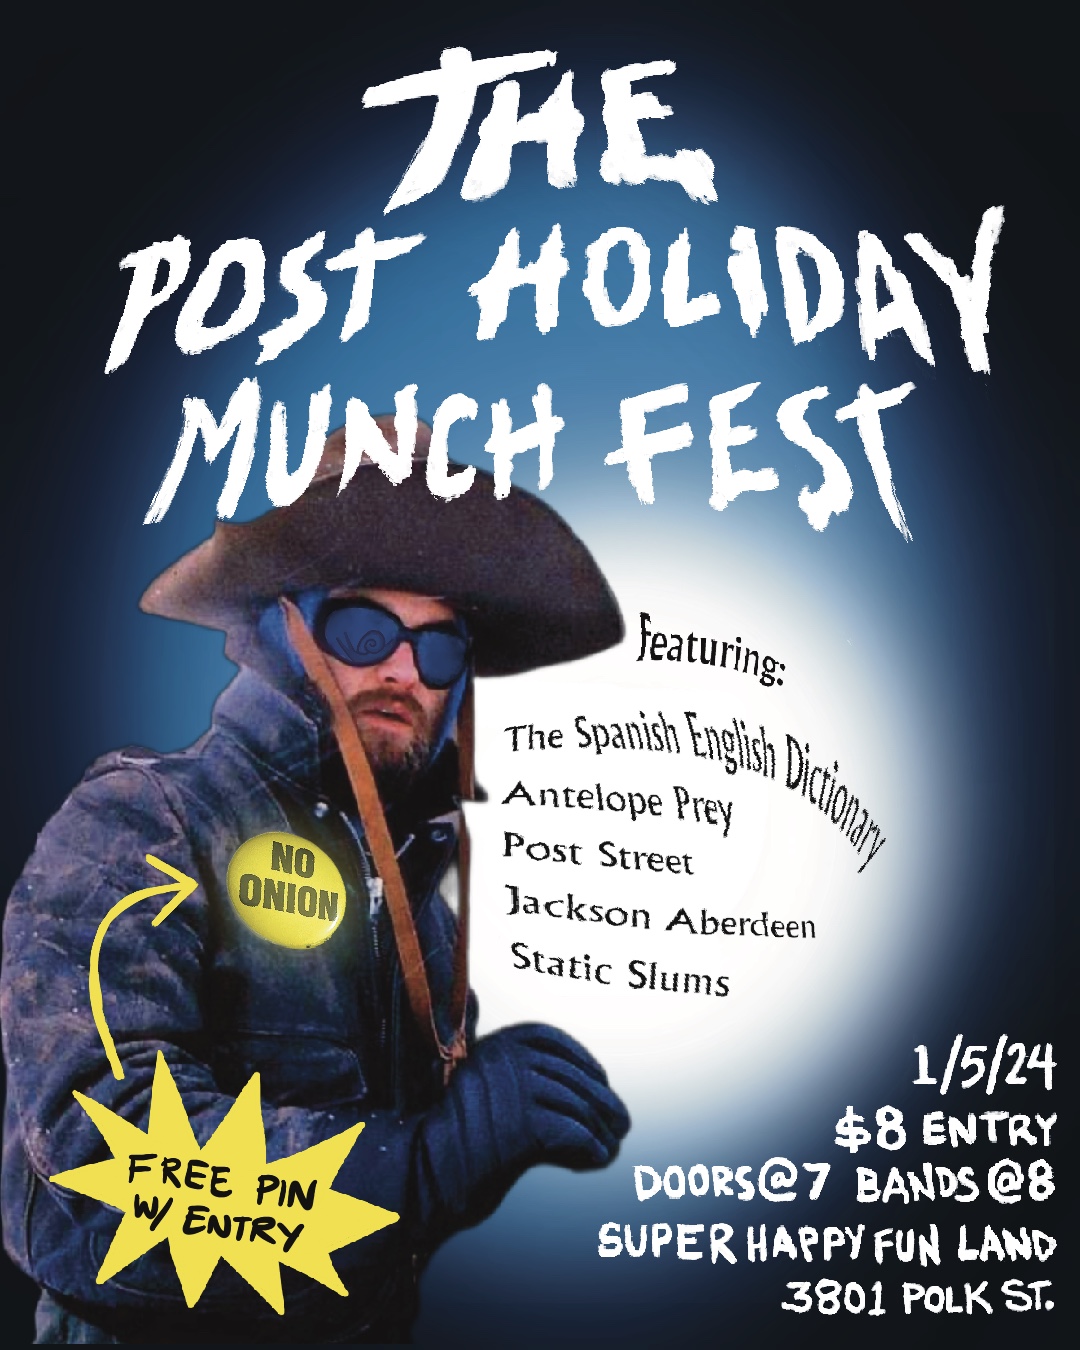 THE
POST HOLIDAY
MUNCH FEST
Featuring:
The Spanish English Dictionary
Antelope Prey
Post Street
Jackson Aberdeen
Static Slums
NO
ONION
FREE PIN
W/ ENTRY
1/5/24
$8 ENTRY
DOORS@7 BANDS@8
SUPER HAPPY FUN LAND
3801 POLK ST.